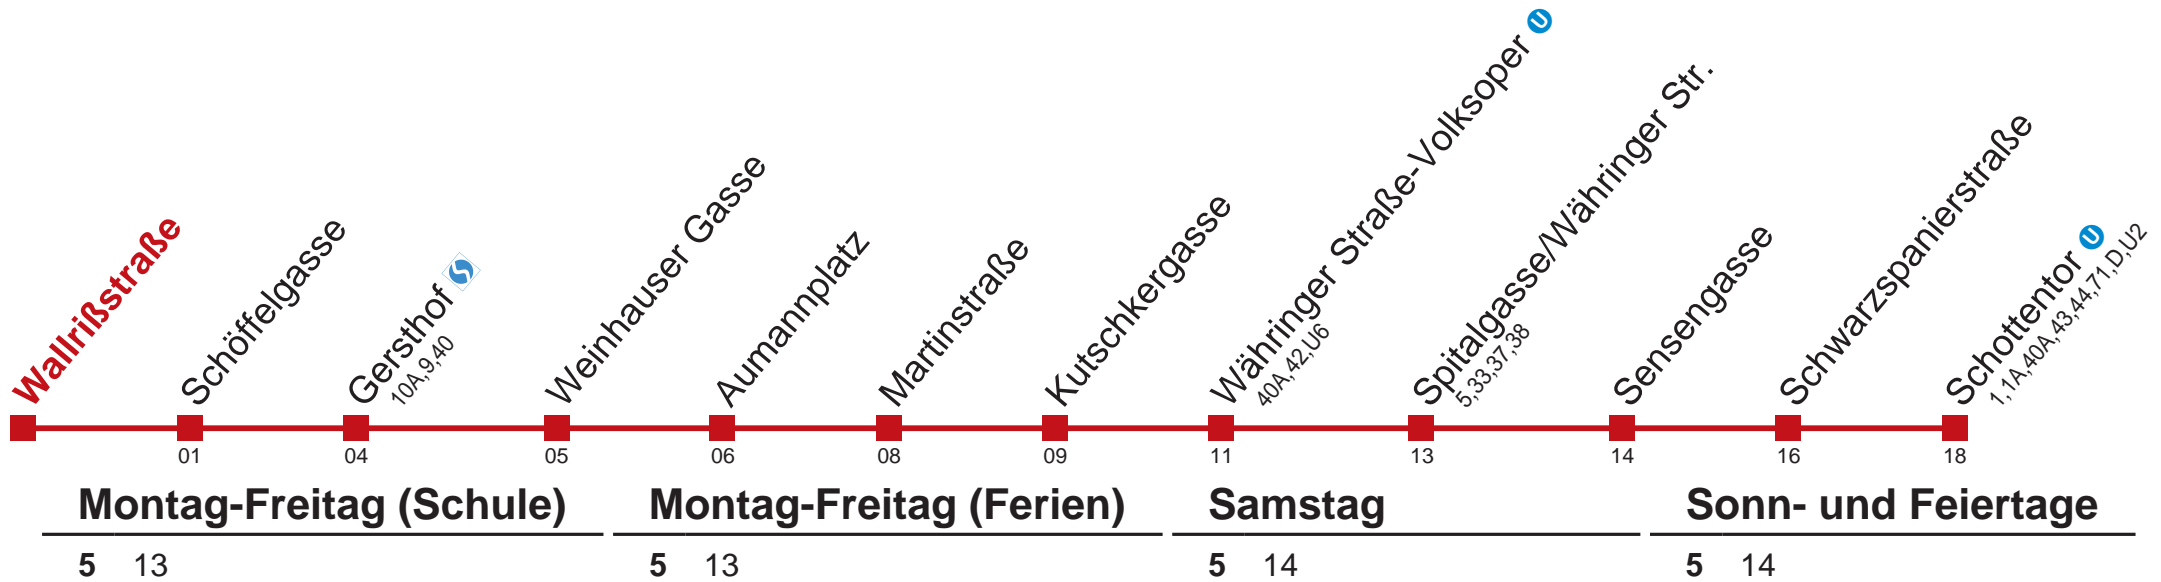 Wallrißstraße
Schöffelgasse
Gersthof
10A,9,40
Weinhauser Gasse
Aumannplatz
Martinstraße
Kutschkergasse
Währinger Straße-Volksoper U
40A,42,U6
Spitalgasse/Währinger Str.
5,33,37,38
Sensengasse
Schwarzspanierstraße
Schottentor U
1,1A,40A,43,44,71,D,U2
01 04 05 06 08 09 11 13 14 16 18
Montag-Freitag (Schule) Montag-Freitag (Ferien) Samstag Sonn- und Feiertage
5 13 5 13 5 14 5 14